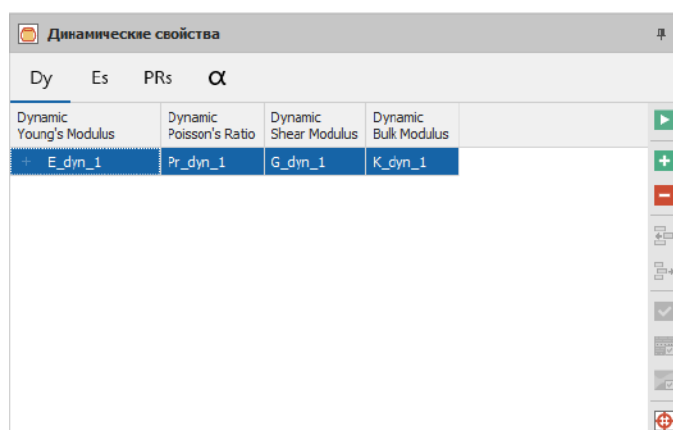 Динамические свойства
Dy Es PRs α
Dynamic Young's Modulus
Dynamic Poisson's Ratio
Dynamic Shear Modulus
Dynamic Bulk Modulus
+ E_dyn_1 Pr_dyn_1 G_dyn_1 K_dyn_1